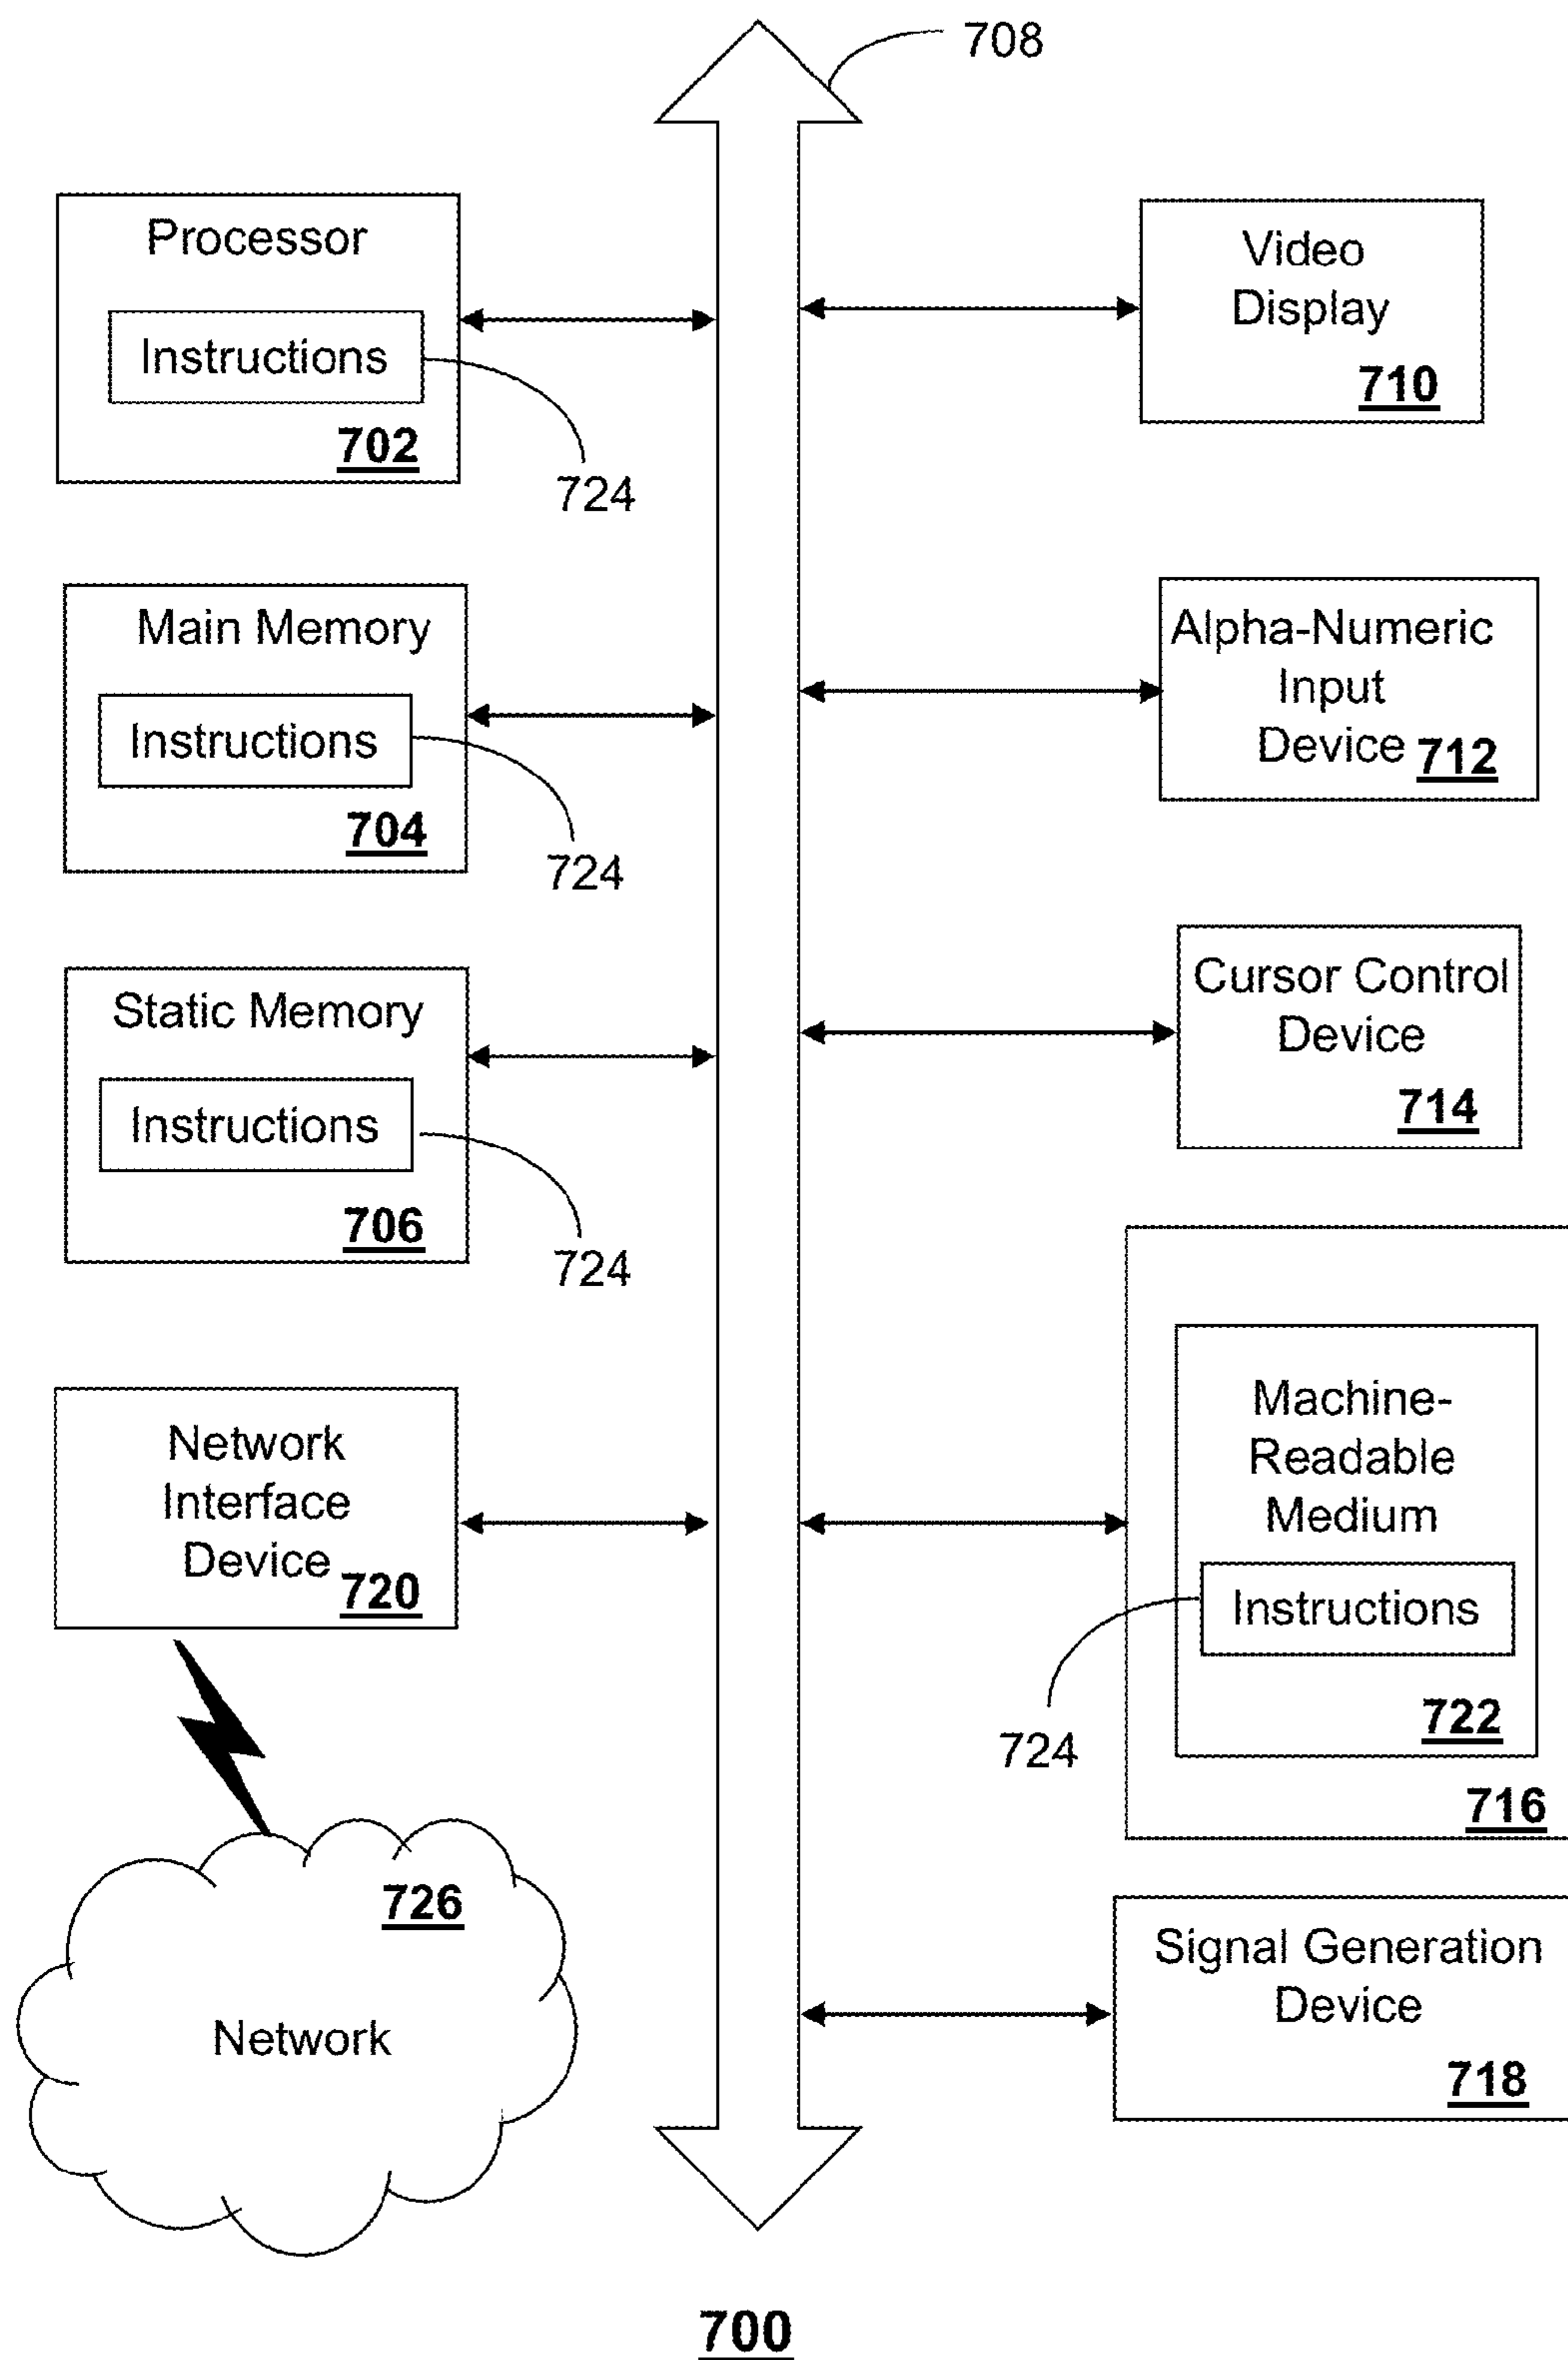 708
Processor
Instructions
702
724
Main Memory
Instructions
704
724
Static Memory
Instructions
706
724
Network
Interface
Device
720
726
Network
Video
Display
710
Alpha-Numeric
Input
Device
712
Cursor Control
Device
714
Machine-
Readable
Medium
Instructions
722
724
716
Signal Generation
Device
718
700